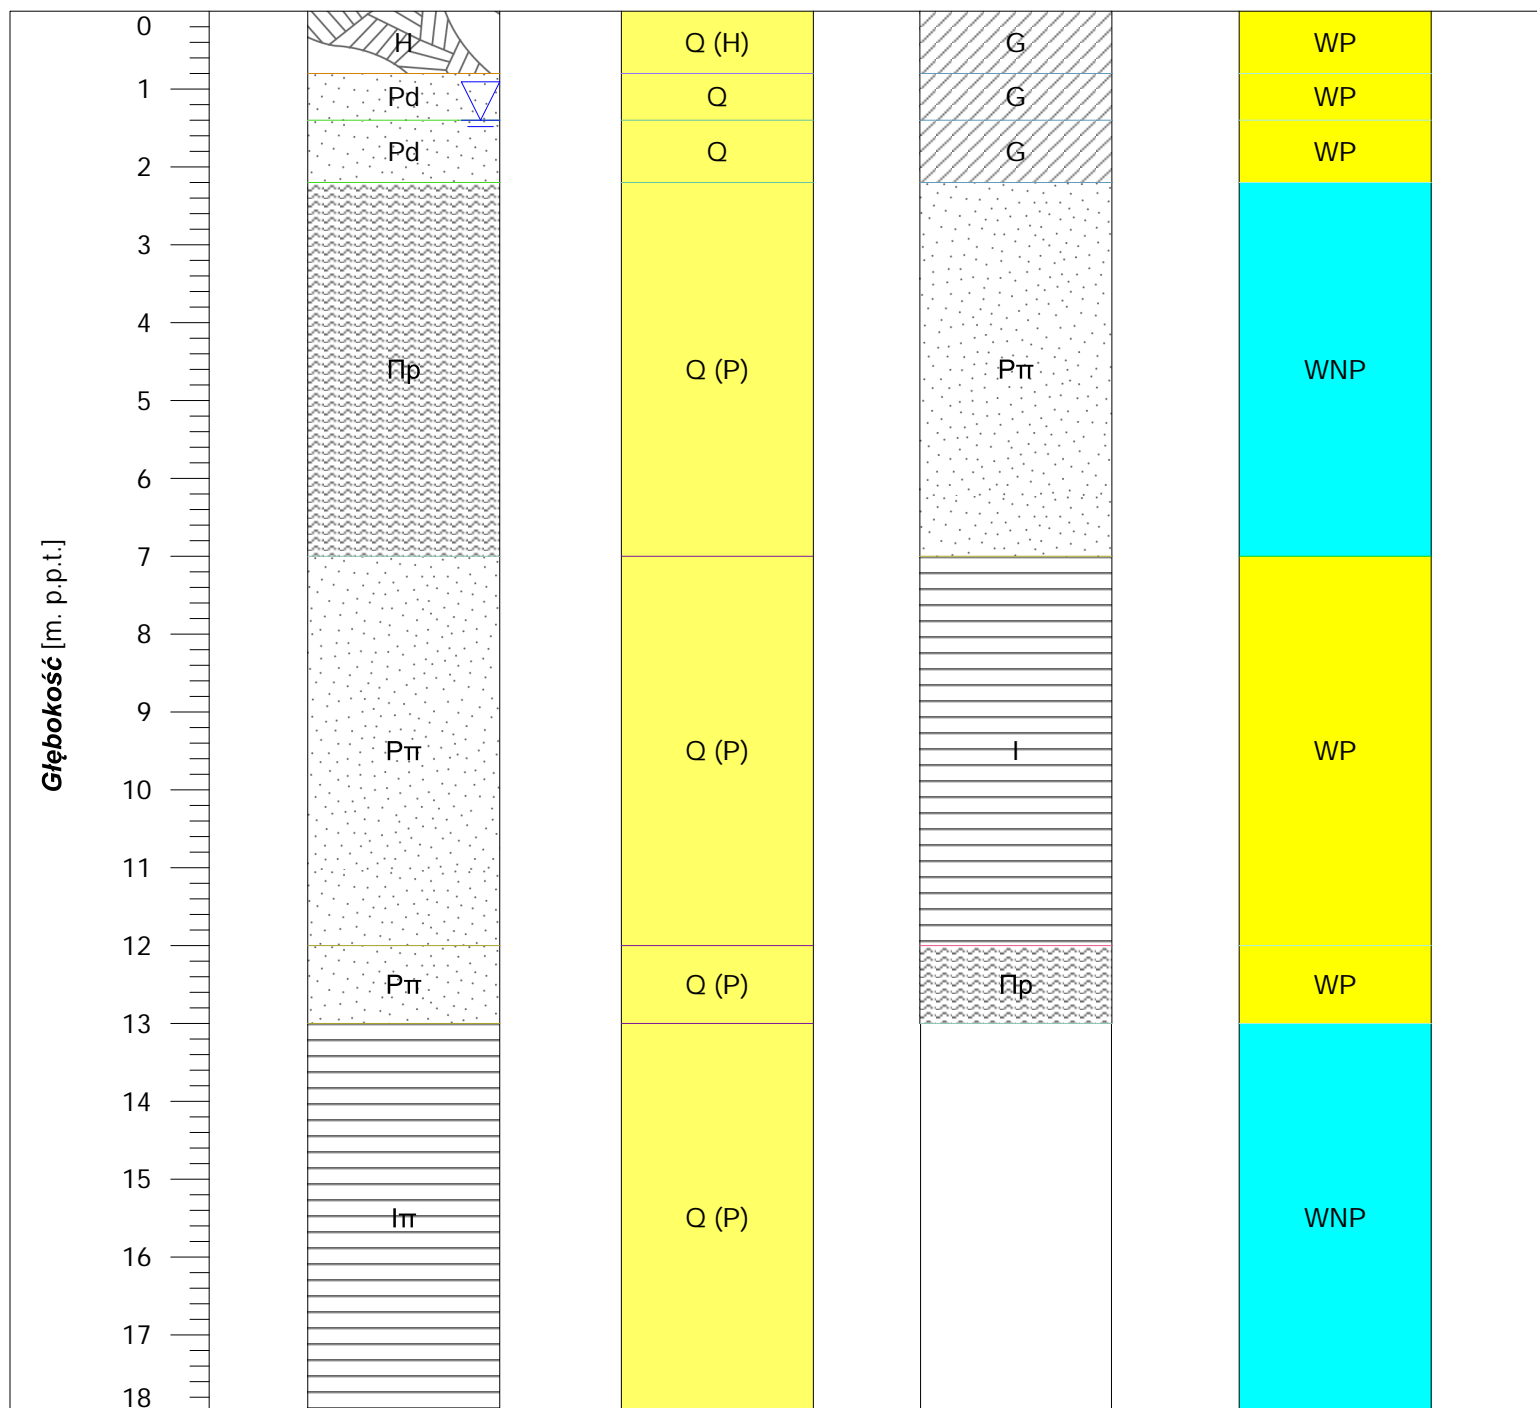 0
H
Q (H)
G
WP
1
Pd
Q
G
WP
2
Pd
Q
G
WP
3
4
Πp
Q (P)
Pπ
WNP
5
6
7
Głębokość [m. p.p.t.]
8
9
Pπ
Q (P)
I
WP
10
11
12
Pπ
Q (P)
Πp
WP
13
14
15
Iπ
Q (P)
WNP
16
17
18